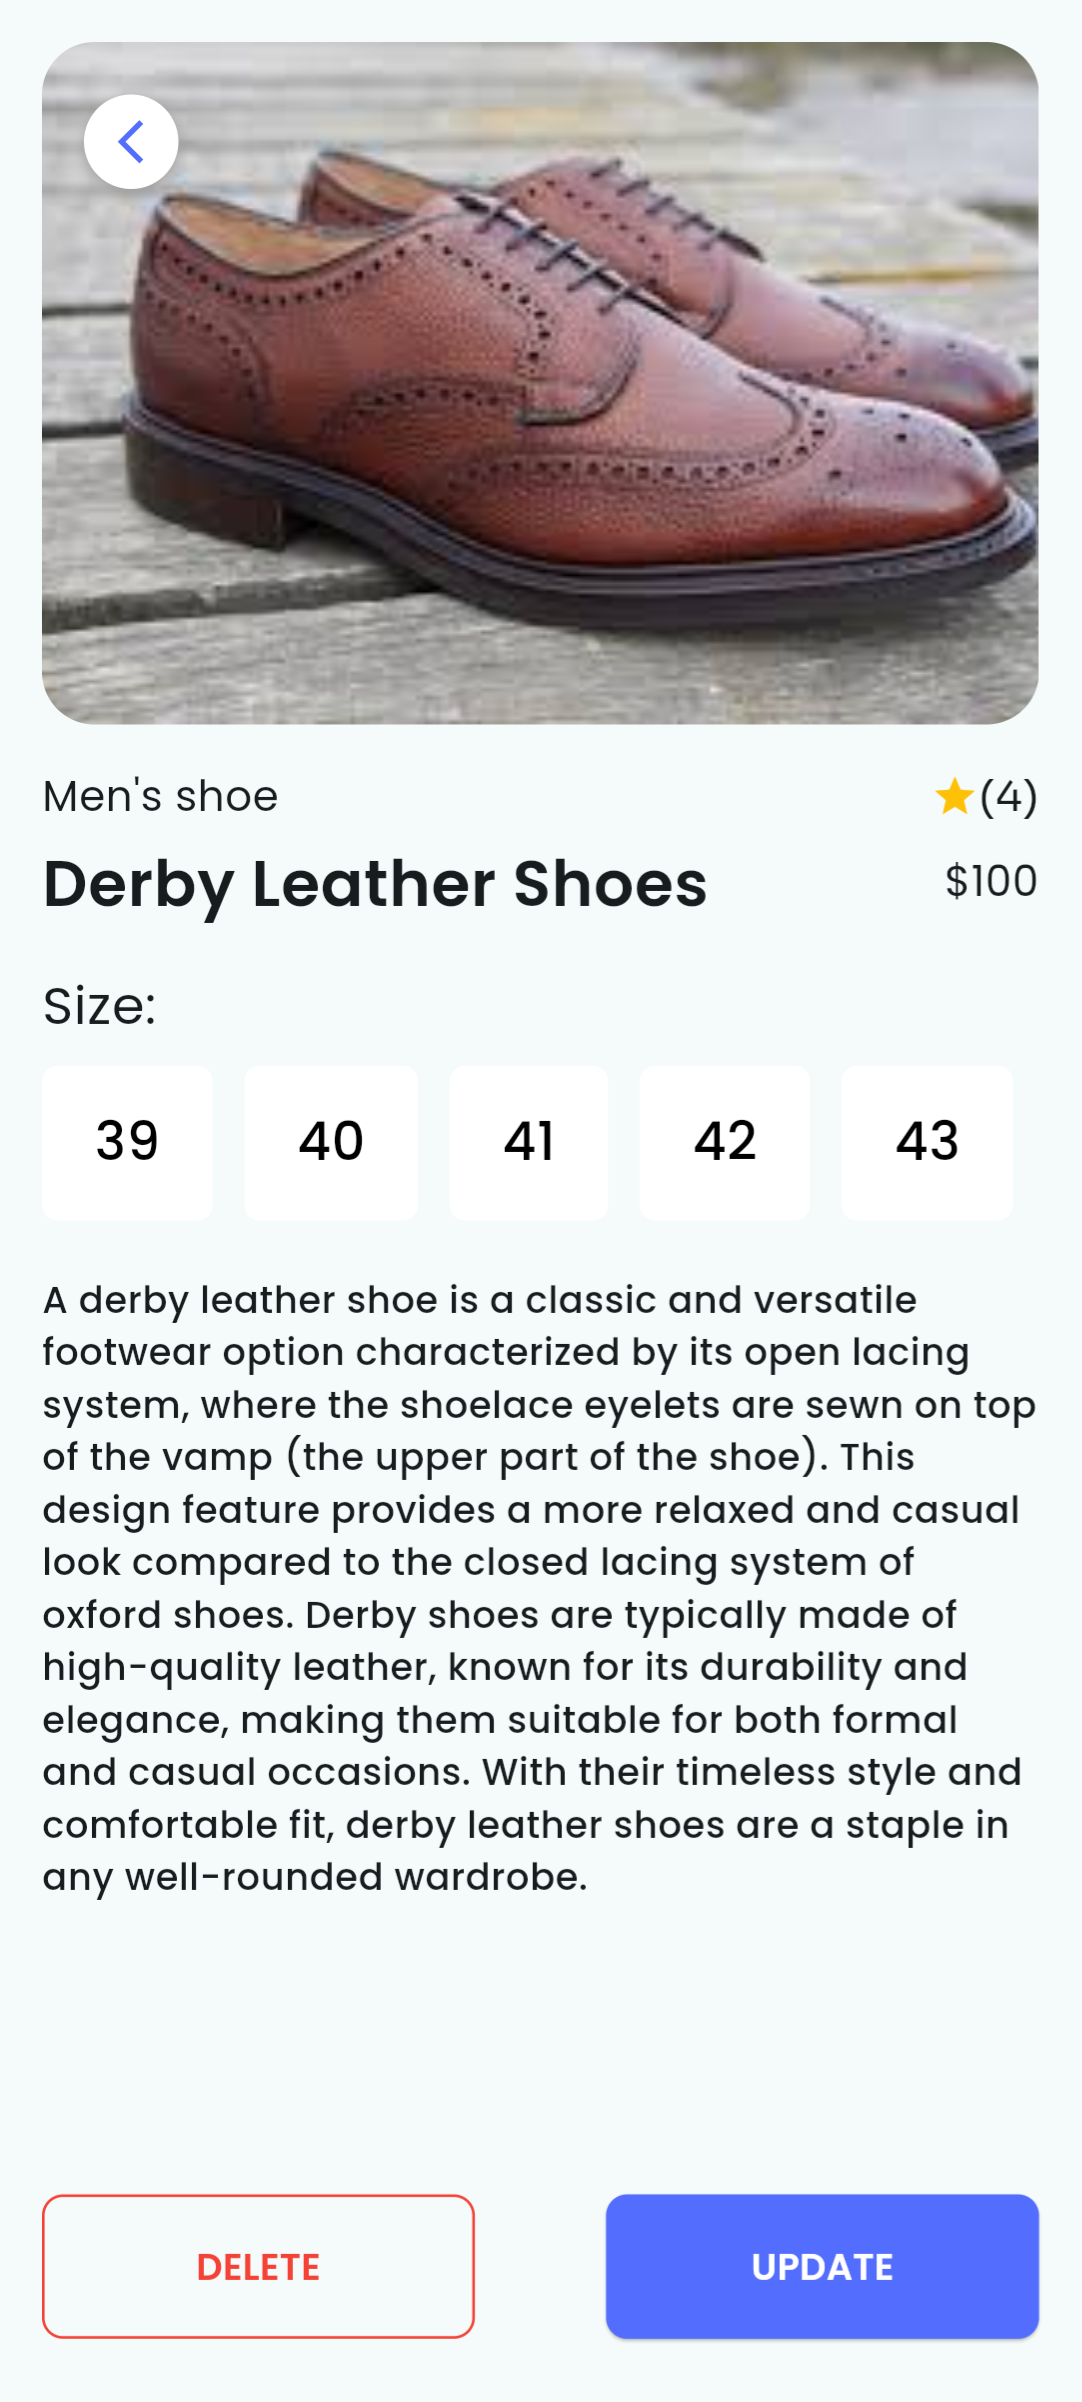 Men's shoe
(4)
Derby Leather Shoes
$100
Size:
39
40
41
42
43
A derby leather shoe is a classic and versatile
footwear option characterized by its open lacing
system, where the shoelace eyelets are sewn on top
of the vamp (the upper part of the shoe). This
design feature provides a more relaxed and casual
look compared to the closed lacing system of
oxford shoes. Derby shoes are typically made of
high-quality leather, known for its durability and
elegance, making them suitable for both formal
and casual occasions. With their timeless style and
comfortable fit, derby leather shoes are a staple in
any well-rounded wardrobe.
DELETE
UPDATE